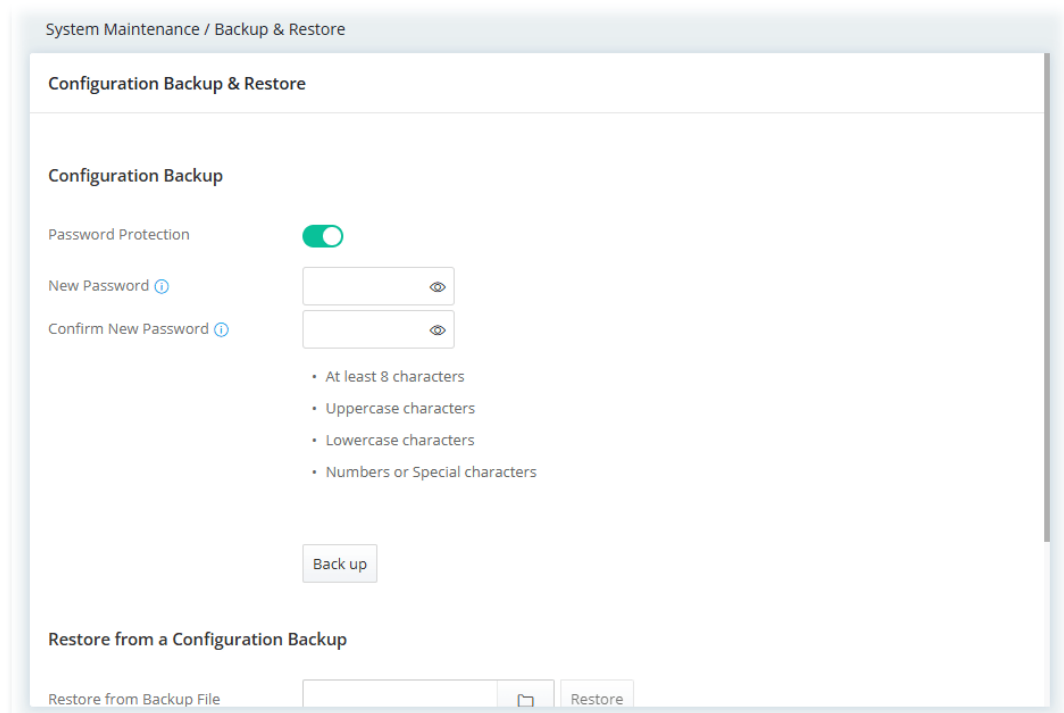 System Maintenance / Backup & Restore
Configuration Backup & Restore
Configuration Backup
Password Protection
New Password
Confirm New Password
• At least 8 characters
• Uppercase characters
• Lowercase characters
• Numbers or Special characters
Back up
Restore from a Configuration Backup
Restore from Backup File Restore